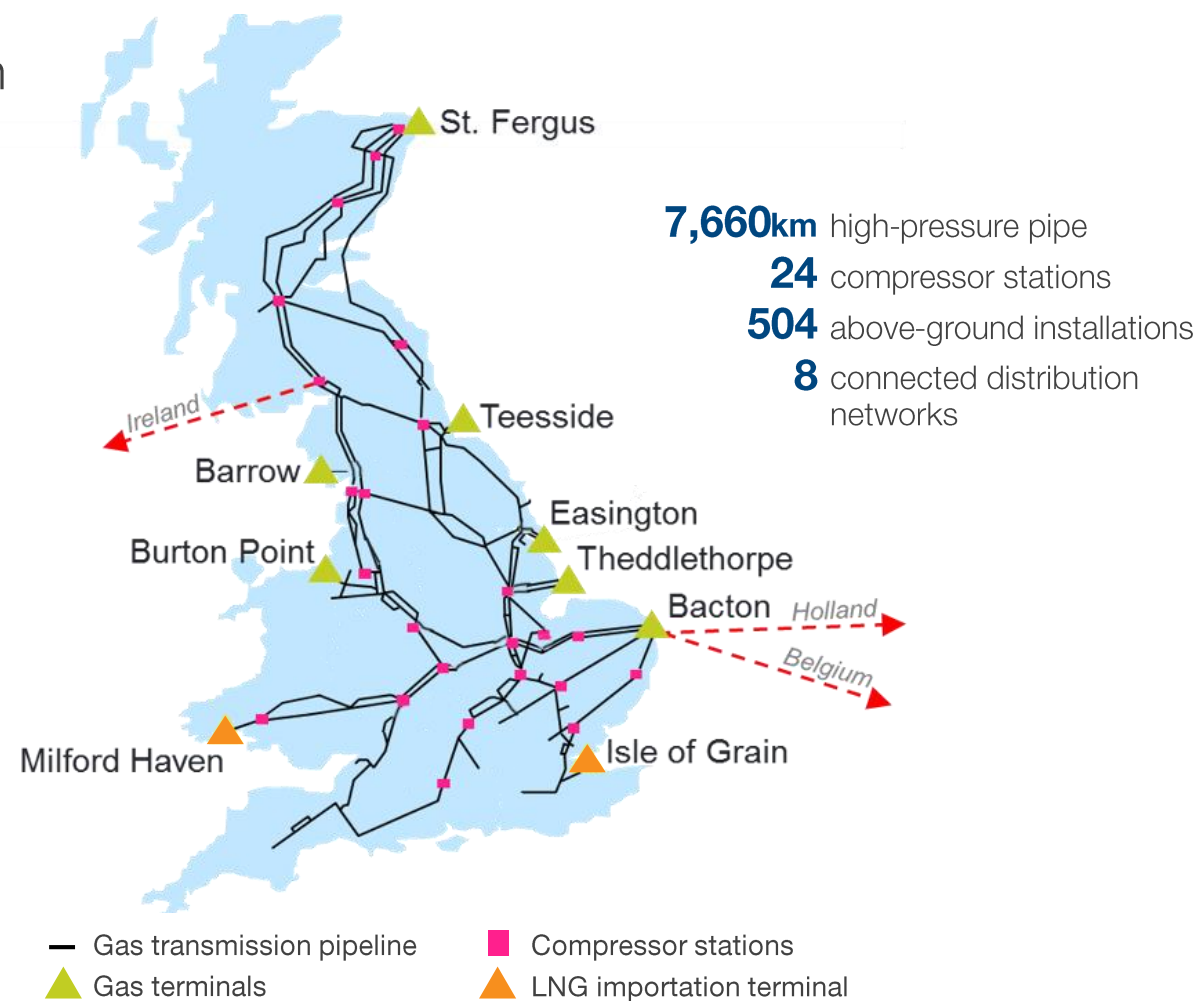 n
St. Fergus
7,660km high-pressure pipe
24 compressor stations
504 above-ground installations
8 connected distribution
networks
Ireland
Teesside
Barrow
Easington
Burton Point
Theddlethorpe
Bacton
Holland
Belgium
Milford Haven
Isle of Grain
Gas transmission pipeline
Compressor stations
Gas terminals
LNG importation terminal